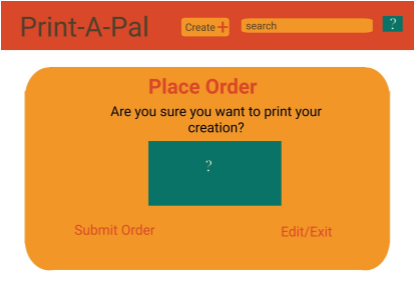 Print-A-Pal
Create+
search
?
Place Order
Are you sure you want to print your
creation?
?
Submit Order
Edit/Exit